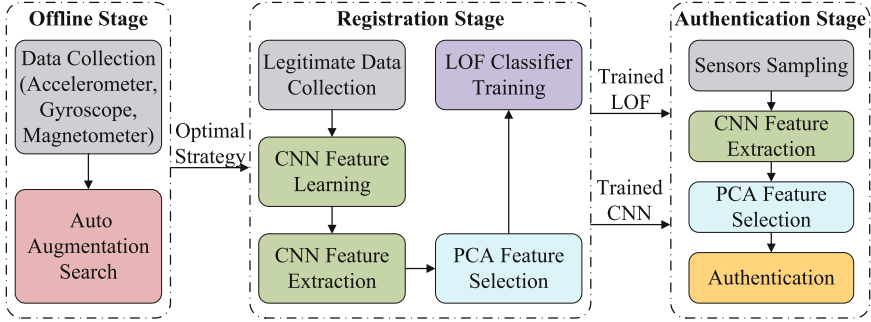 Offline Stage
Data Collection
(Accelerometer,
Gyroscope,
Magnetometer)
Auto
Augmentation
Search
Optimal
Strategy
Registration Stage
Legitimate Data
Collection
CNN Feature
Learning
CNN Feature
Extraction
PCA Feature
Selection
LOF Classifier
Training
Trained
LOF
Trained
CNN
Authentication Stage
Sensors Sampling
CNN Feature
Extraction
PCA Feature
Selection
Authentication